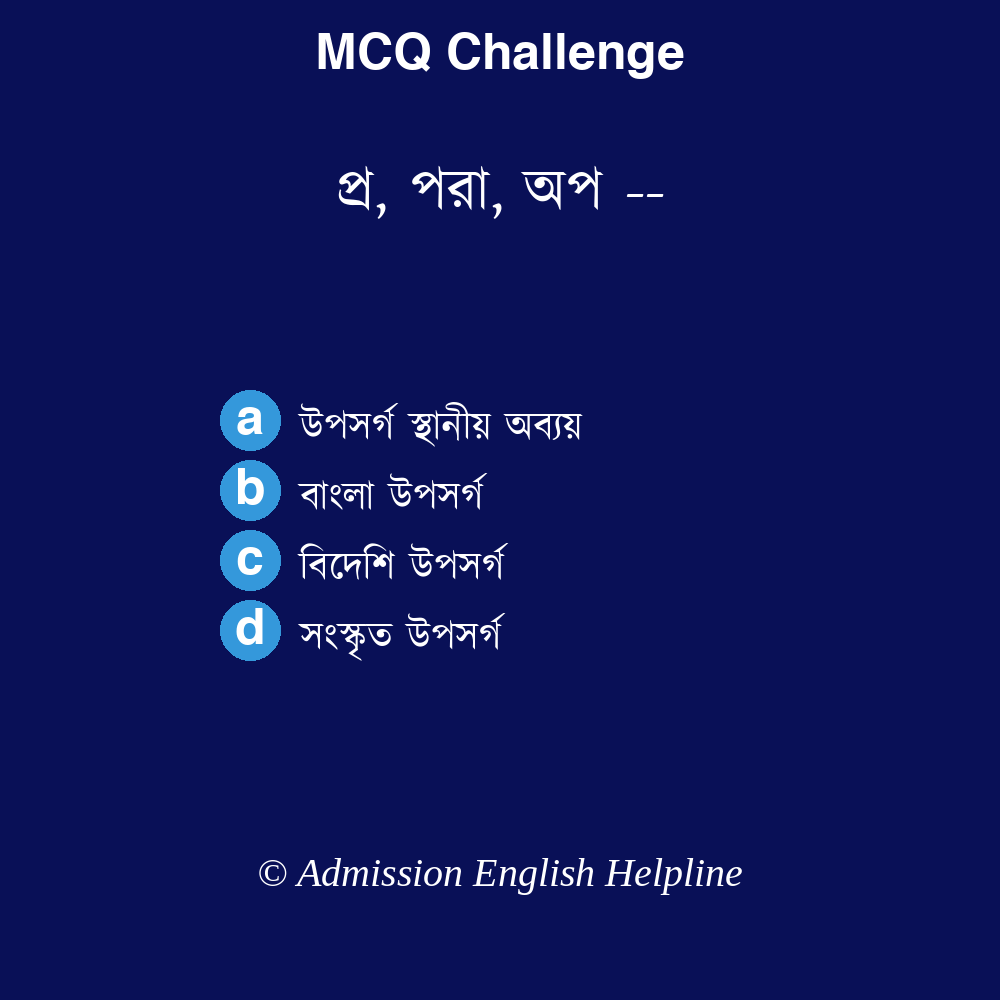 MCQ Challenge
প্র, পরা, অপ --
a উপসর্গ স্থানীয় অব্যয়
b বাংলা উপসর্গ
c বিদেশি উপসর্গ
d সংস্কৃত উপসর্গ
© Admission English Helpline